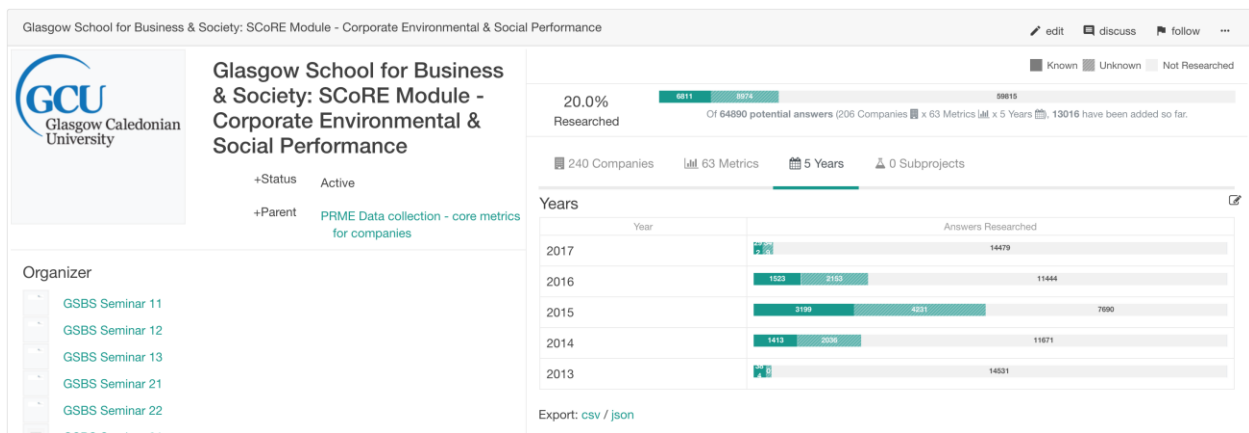 Glasgow School for Business & Society: SCoRE Module - Corporate Environmental & Social Performance
edit discuss follow ...
GCU
Glasgow Caledonian
University
Glasgow School for Business
& Society: SCoRE Module -
Corporate Environmental &
Social Performance
+Status Active
+Parent PRME Data collection - core metrics
for companies
Organizer
GSBS Seminar 11
GSBS Seminar 12
GSBS Seminar 13
GSBS Seminar 21
GSBS Seminar 22
Known Unknown Not Researched
20.0%
Researched
6811 8974 59815
Of 64890 potential answers (206 Companies x 63 Metrics x 5 Years), 13016 have been added so far.
240 Companies 63 Metrics 5 Years 0 Subprojects
Years
Year Answers Researched
2017 14479
2016 1523 2153 11444
2015 3199 4231 7690
2014 1413 2036 11671
2013 14531
Export: csv / json